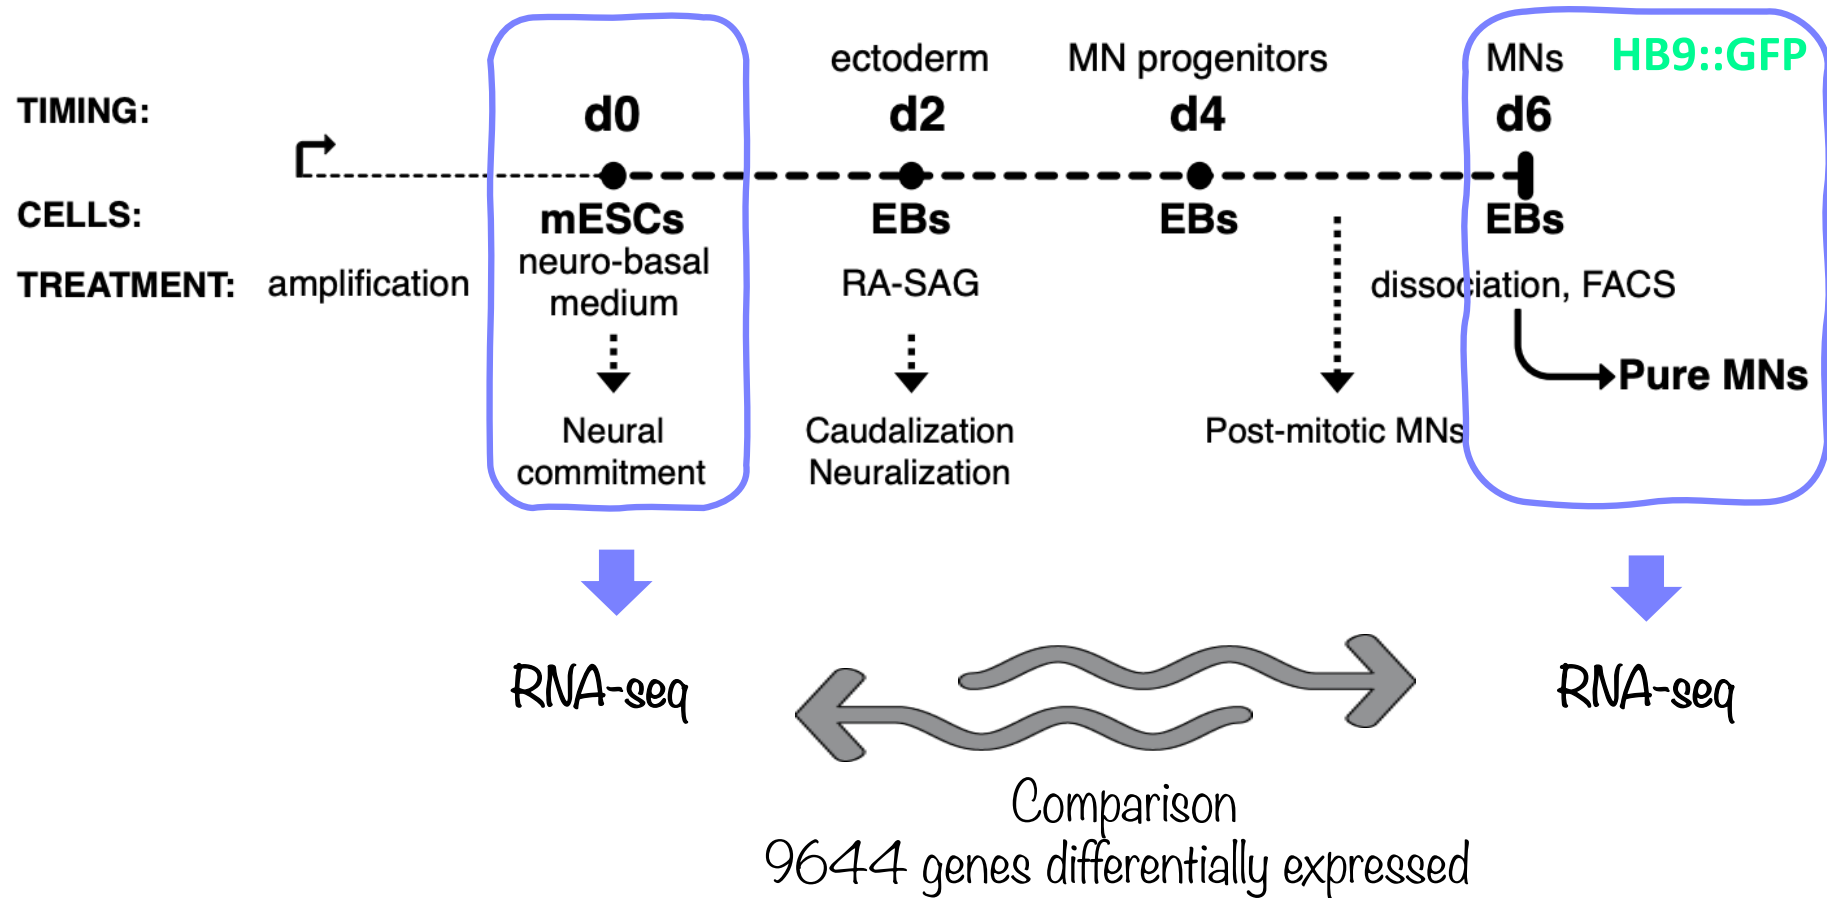 ectoderm MN progenitors MNs HB9::GFP
TIMING: d0 d2 d4 d6
CELLS: mESCs EBs EBs EBs
TREATMENT: amplification neuro-basal RA-SAG dissociation, FACS
medium
Pure MNs
Neural Caudalization Post-mitotic MNs
commitment Neuralization
RNA-seq RNA-seq
Comparison
9644 genes differentially expressed